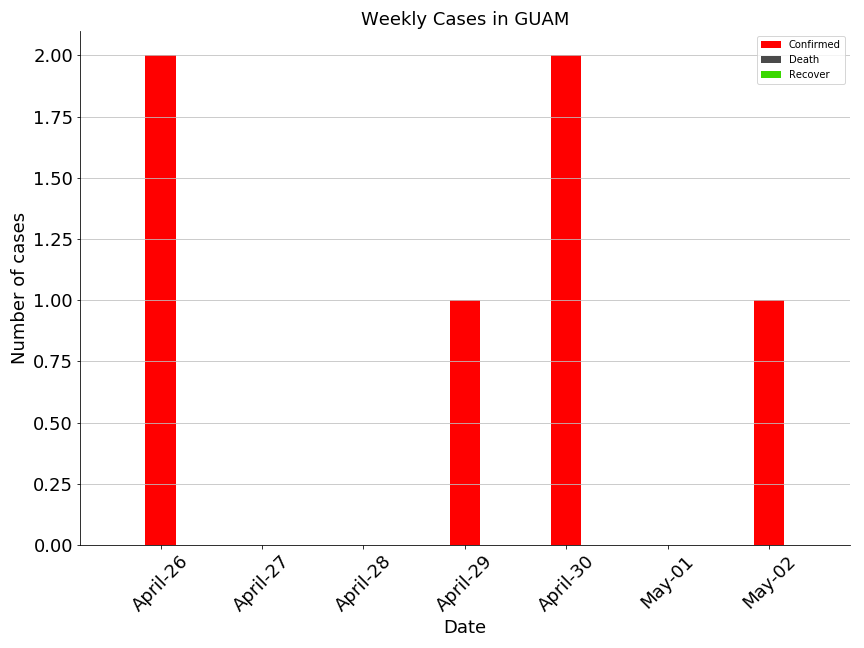 Weekly Cases in GUAM
Confirmed
Death
Recover
Number of cases
2.00
1.75
1.50
1.25
1.00
0.75
0.50
0.25
0.00
April-26
April-27
April-28
April-29
April-30
May-01
May-02
Date